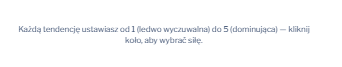 Każdą tendencję ustawiasz od 1 (ledwo wyczuwalna) do 5 (dominująca) — kliknij
koło, aby wybrać siłę.